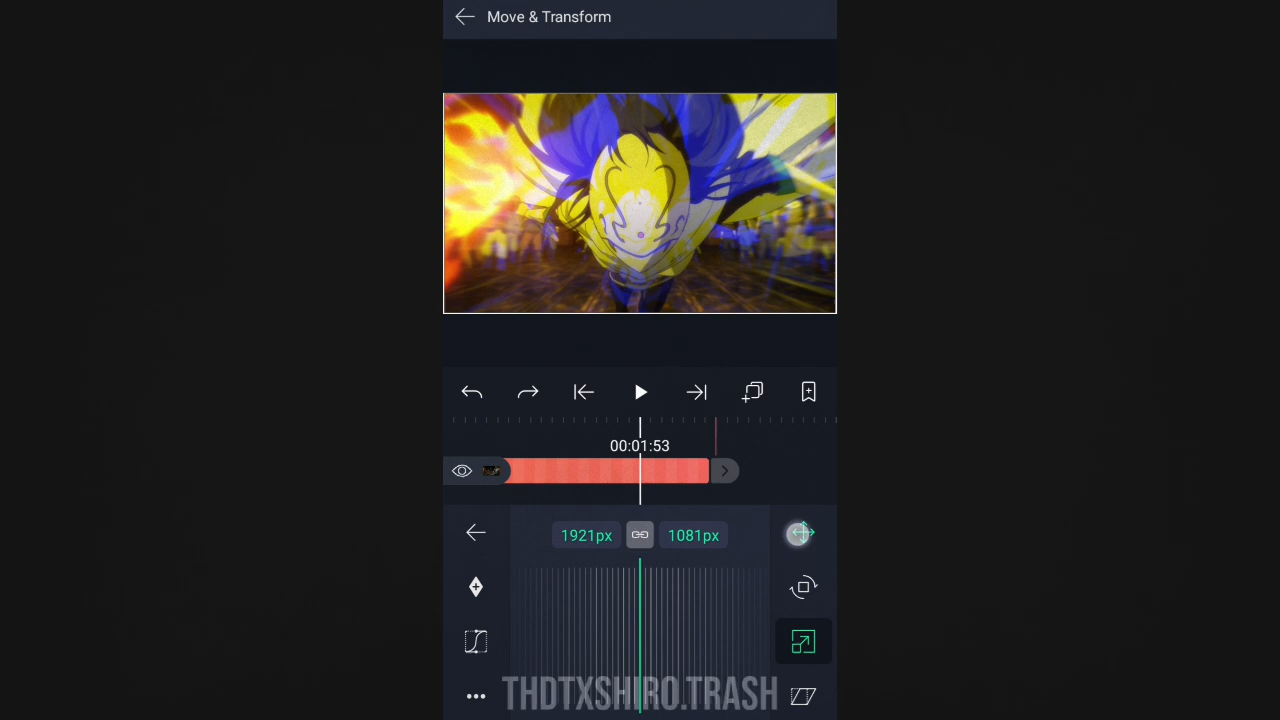 Move & Transform
00:01:53
1921px
1081px
THDTXSHIRO.TRASH